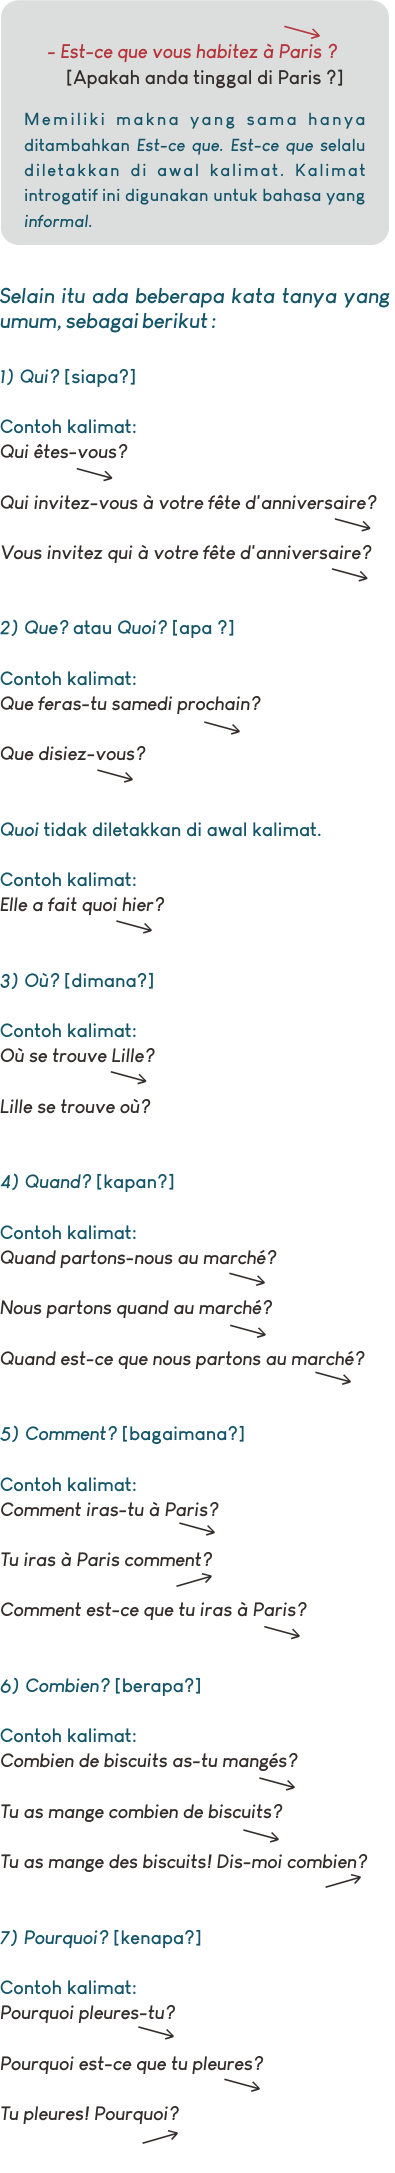 - Est-ce que vous habitez à Paris ?
[Apakah anda tinggal di Paris ?]
Memiliki makna yang sama hanya
ditambahkan Est-ce que. Est-ce que selalu
diletakkan di awal kalimat. Kalimat
introgatif ini digunakan untuk bahasa yang
informal.
Selain itu ada beberapa kata tanya yang
umum, sebagai berikut :
1) Qui? [siapa?]
Contoh kalimat:
Qui êtes-vous?
Qui invitez-vous à votre fête d'anniversaire?
Vous invitez qui à votre fête d'anniversaire?
2) Que? atau Quoi? [apa ?]
Contoh kalimat:
Que feras-tu samedi prochain?
Que disiez-vous?
Quoi tidak diletakkan di awal kalimat.
Contoh kalimat:
Elle a fait quoi hier?
3) Où? [dimana?]
Contoh kalimat:
Où se trouve Lille?
Lille se trouve où?
4) Quand? [kapan?]
Contoh kalimat:
Quand partons-nous au marché?
Nous partons quand au marché?
Quand est-ce que nous partons au marché?
5) Comment? [bagaimana?]
Contoh kalimat:
Comment iras-tu à Paris?
Tu iras à Paris comment?
Comment est-ce que tu iras à Paris?
6) Combien? [berapa?]
Contoh kalimat:
Combien de biscuits as-tu mangés?
Tu as mange combien de biscuits?
Tu as mange des biscuits! Dis-moi combien?
7) Pourquoi? [kenapa?]
Contoh kalimat:
Pourquoi pleures-tu?
Pourquoi est-ce que tu pleures?
Tu pleures! Pourquoi?